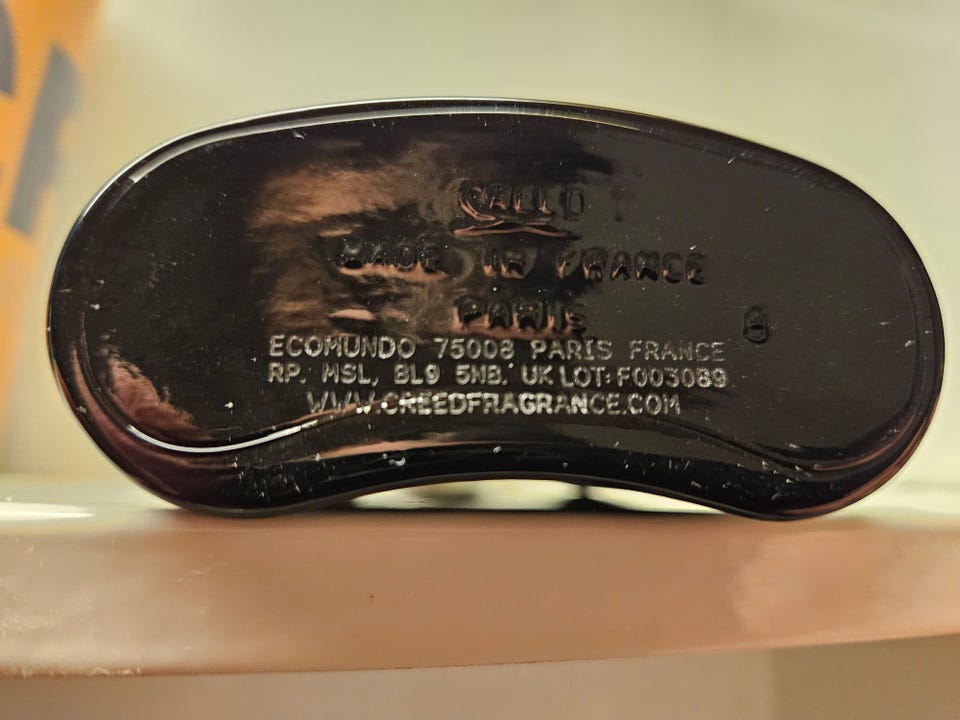 CREED
MADE IN FRANCE
PARIS
ECOMUNDO 75008 PARIS FRANCE
RP. MSL, BL9 5NB. UK LOT: F003089
WWW.CREEDFRAGRANCE.COM